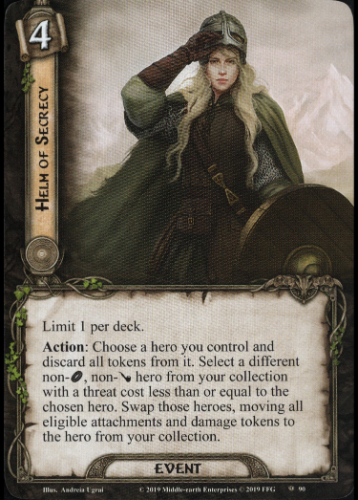 4
HELM OF SECRECY
Limit 1 per deck.
Action: Choose a hero you control and
discard all tokens from it. Select a different
non- , non- hero from your collection
with a threat cost less than or equal to the
chosen hero. Swap those heroes, moving all
eligible attachments and damage tokens to
the hero from your collection.
EVENT
Illus. Andreia Ugrai
© 2019 Middle-earth Enterprises © 2019 FFG
90